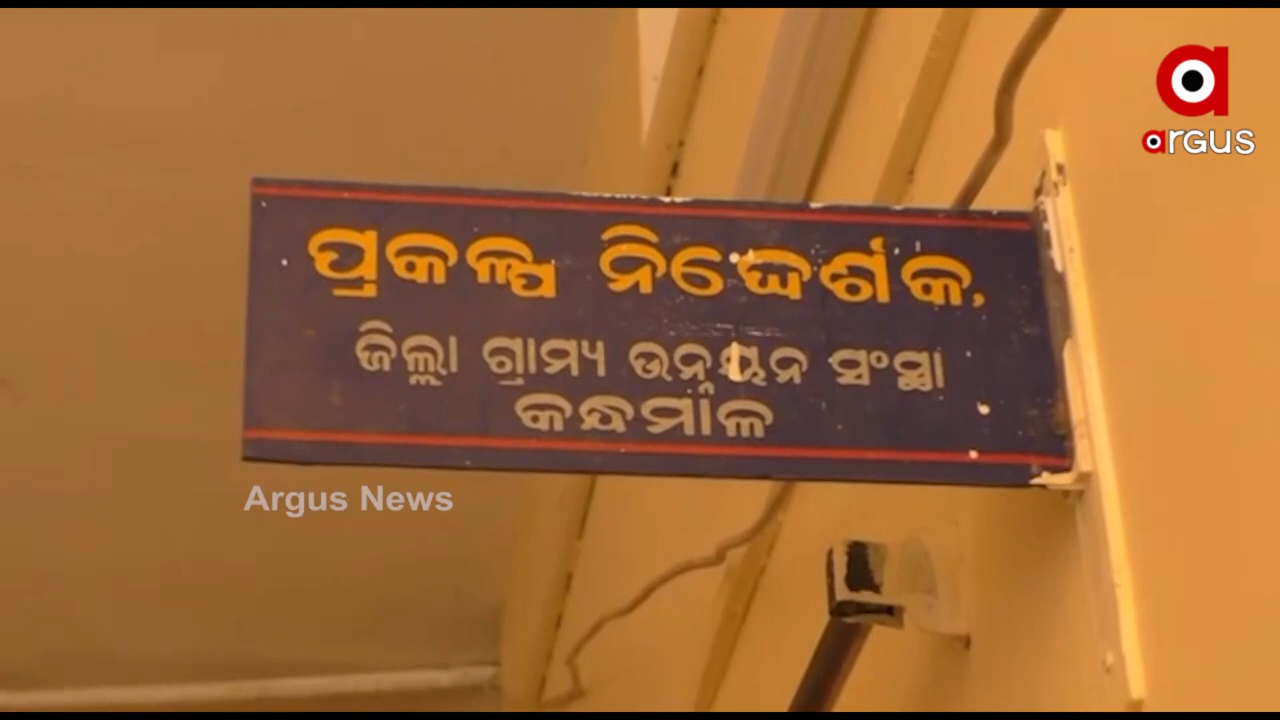 argus
ପ୍ରକଳ୍ପ ନିଦ୍ଦେର୍ଶକ,
ଜିଲ୍ଲା ଗ୍ରାମ୍ୟ ଉନ୍ନୟନ ସଂସ୍ଥା
କନ୍ଧମାଳ
Argus News